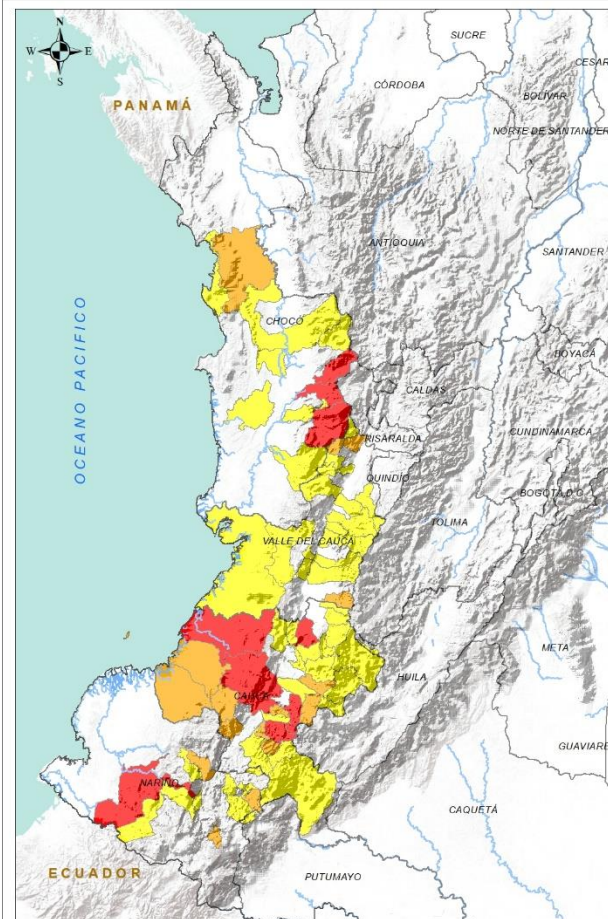 N
W E
S
SUCRE
CESAR
CÓRDOBA
BOLÍVAR
PANAMÁ
NORTE DE SANTANDER
ANTIOQUIA
SANTANDER
OCEANO PACIFICO
CHOCÓ
BOYACÁ
CALDAS
CUNDINAMARCA
RISARALDA
QUINDÍO
BOGOTÁ D.C.
TOLIMA
VALLE DEL CAUCA
META
HUILA
CAUCA
GUAVIARE
NARIÑO
CAQUETÁ
ECUADOR
PUTUMAYO